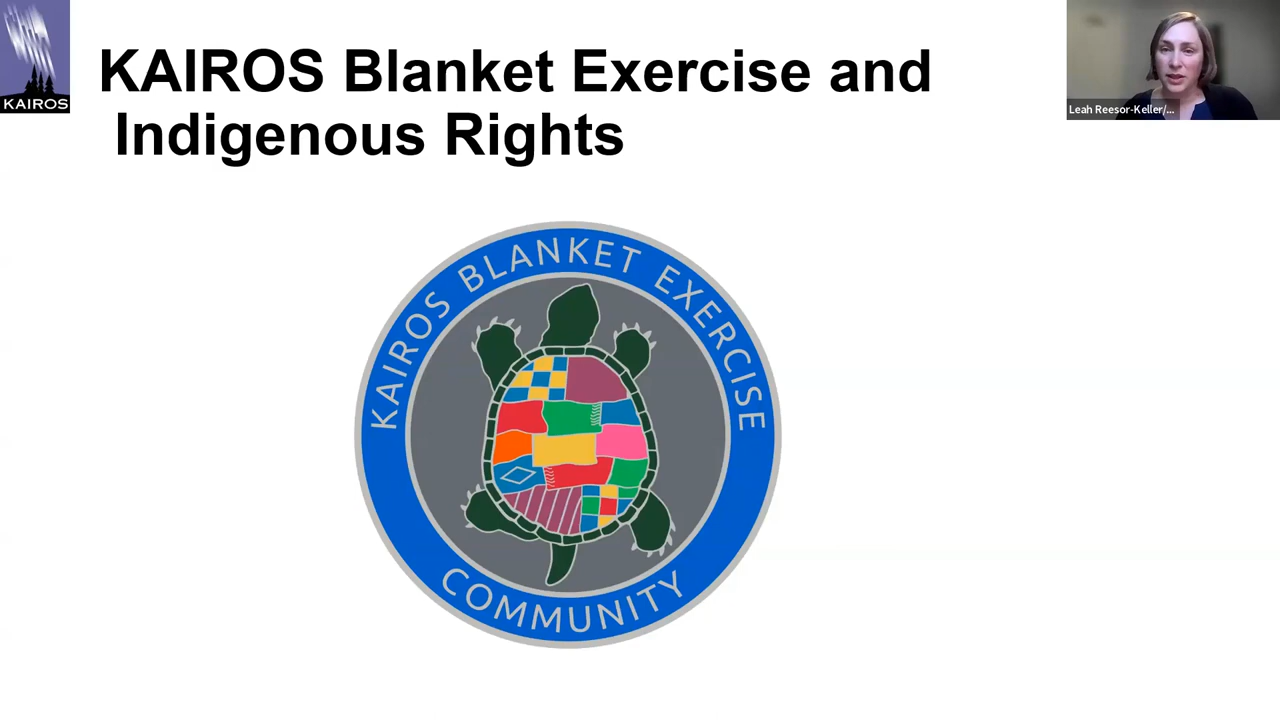 KAIROS
KAIROS Blanket Exercise and
Indigenous Rights
Leah Reesor-Keller/...
KAIROS BLANKET EXERCISE
COMMUNITY